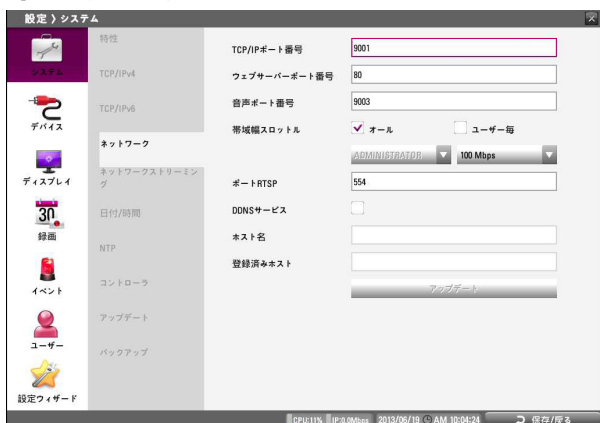 設定 〉システム
システム
デバイス
ディスプレイ
30
録画
イベント
ユーザー
設定ウィザード
特性
TCP/IPv4
TCP/IPv6
ネットワーク
ネットワークストリーミン
グ
日付/時間
NTP
コントローラ
アップデート
バックアップ
TCP/IPポート番号 9001
ウェブサーバーポート番号 80
音声ポート番号 9003
帯域幅スロットル オール ユーザー毎
ADMINISTRATOR 100 Mbps
ポートRTSP 554
DDNSサービス
ホスト名
登録済みホスト
アップデート
CPU:11% IP:0.0Mbps 2013/06/19 AM 10:04:24 保存/戻る